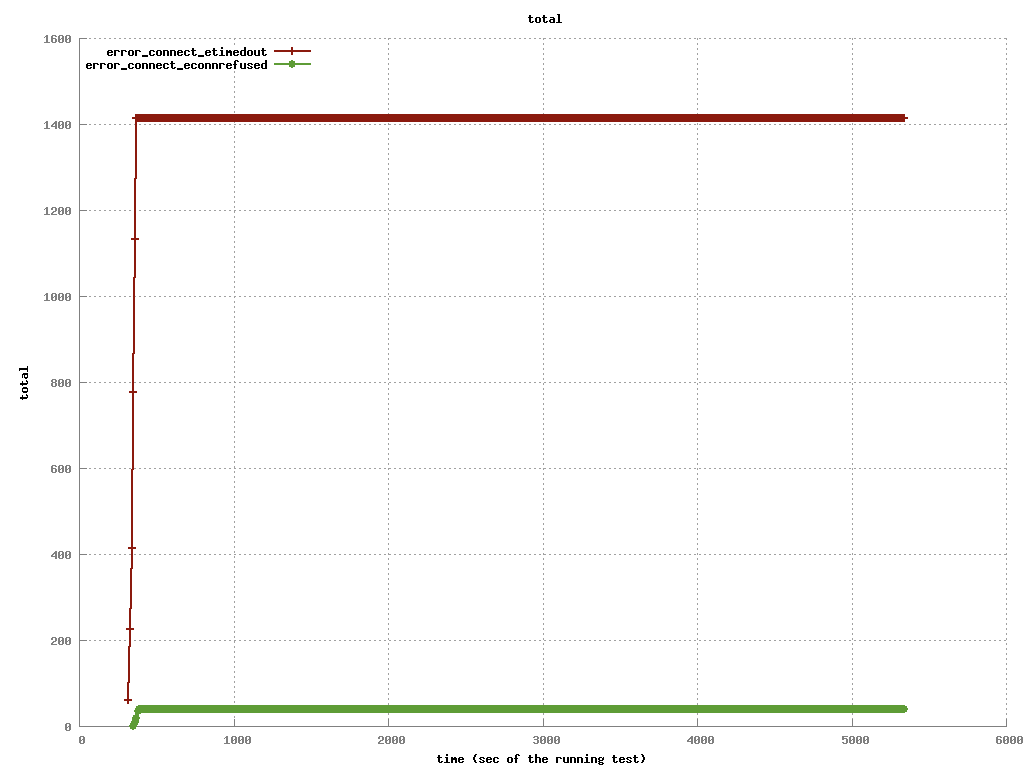 total
1600
error_connect_etimedout
error_connect_econnrefused
1400
1200
1000
total
800
600
400
200
0
0 1000 2000 3000 4000 5000 6000
time (sec of the running test)